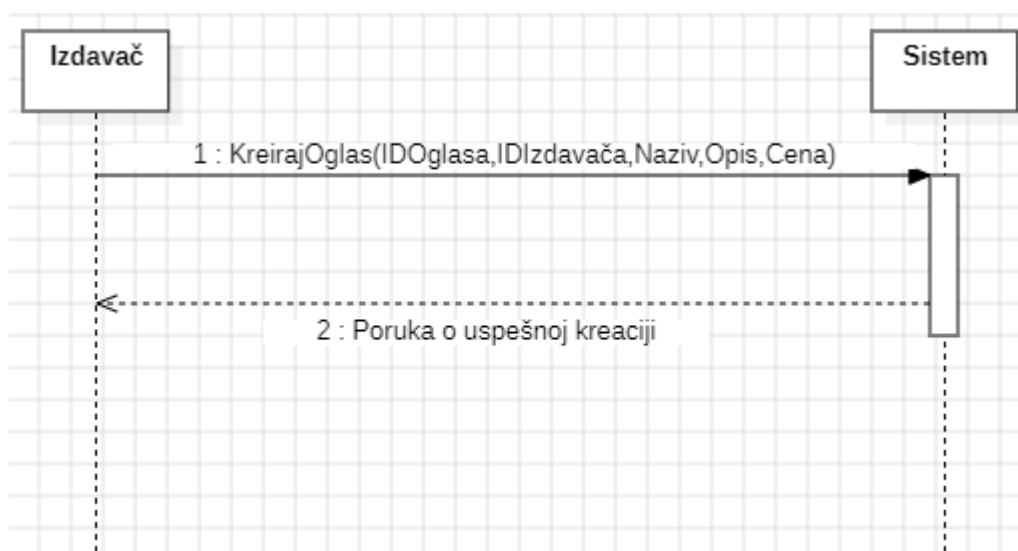 Izdavač
Sistem
1 : KreirajOglas(IDOglasa,IDIzdavača,Naziv,Opis,Cena)
2 : Poruka o uspešnoj kreaciji